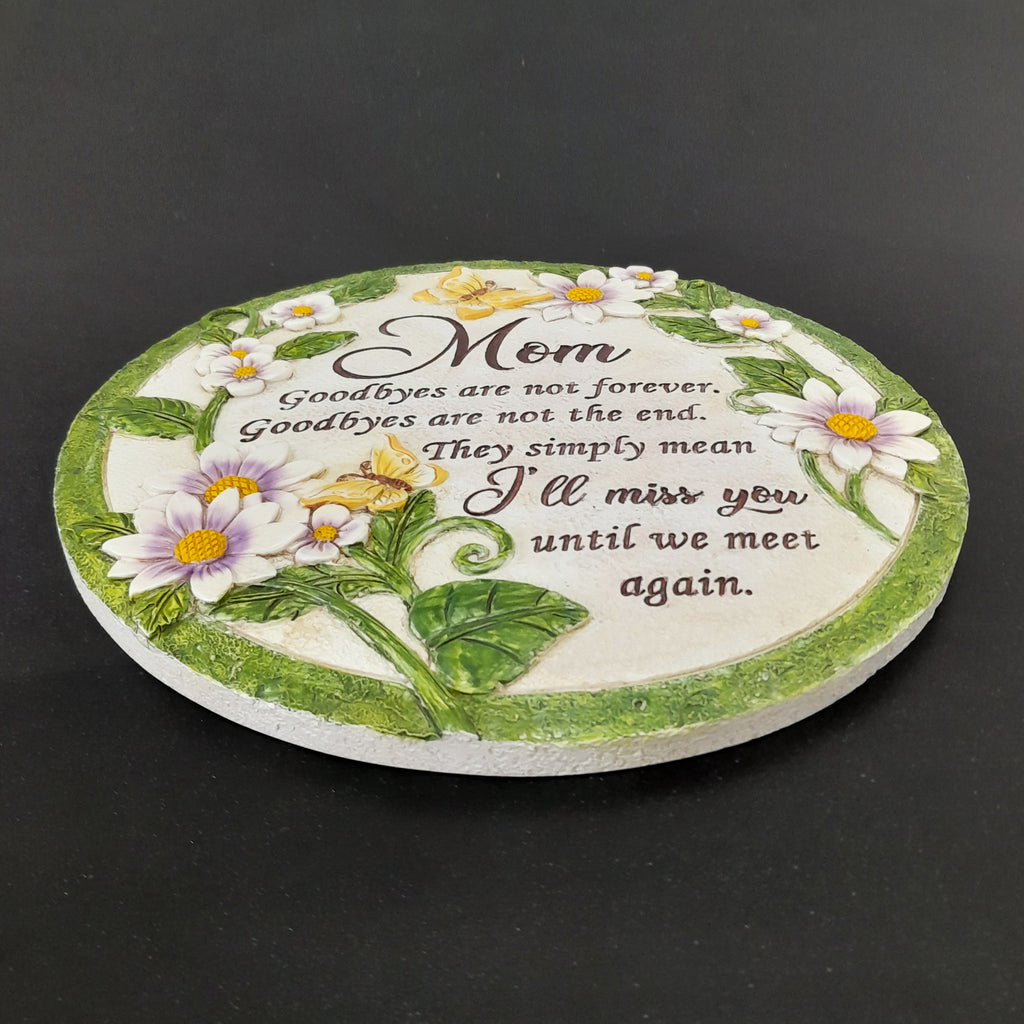 Mom
Goodbyes are not forever.
Goodbyes are not the end.
They simply mean
I'll miss you
until we meet
again.